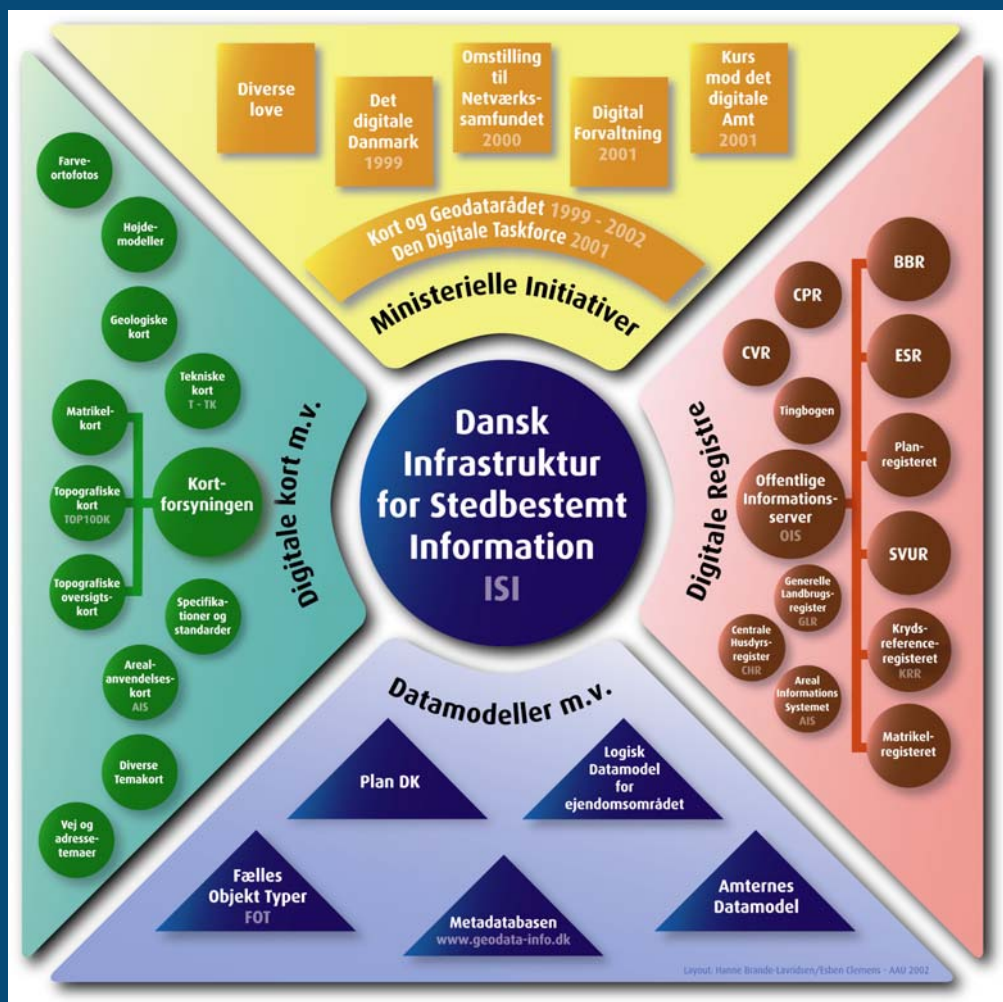 Diverse
love
Det
digitale
Danmark
1999
Omstilling
til
Netværks-
samfundet
2000
Digital
Forvaltning
2001
Kurs
mod det
digitale
Amt
2001
Kort og Geodatarådet 1999 - 2002
Den Digitale Taskforce 2001
Ministerielle Initiativer
Farve-
ortofotos
Højde-
modeller
Geologiske
kort
Tekniske
kort
T - TK
Matrikel-
kort
Topografiske
kort
TOP10DK
Topografiske
oversigts-
kort
Kort-
forsyningen
Specifika-
tioner og
standarder
Areal-
anvendelses-
kort
AIS
Diverse
Temakort
Vej og
adresse-
temaer
Digitale kort m.v.
Dansk
Infrastruktur
for Stedbestemt
Information
ISI
Digitale Registre
BBR
CPR
ESR
CVR
Tingbogen
Plan-
registeret
Offentlige
Informations-
server
OIS
SVUR
Generelle
Landbrugs-
register
GLR
Centrale
Husdyrs-
register
CHR
Kryds-
reference-
registeret
KRR
Areal
Informations
Systemet
AIS
Matrikel-
registeret
Datamodeller m.v.
Plan DK
Logisk
Datamodel
for
ejendomsområdet
Fælles
Objekt Typer
FOT
Metadatabasen
www.geodata-info.dk
Amternes
Datamodel
Layout: Hanne Brande-Lavridsen/Esben Clemens - AAU 2002